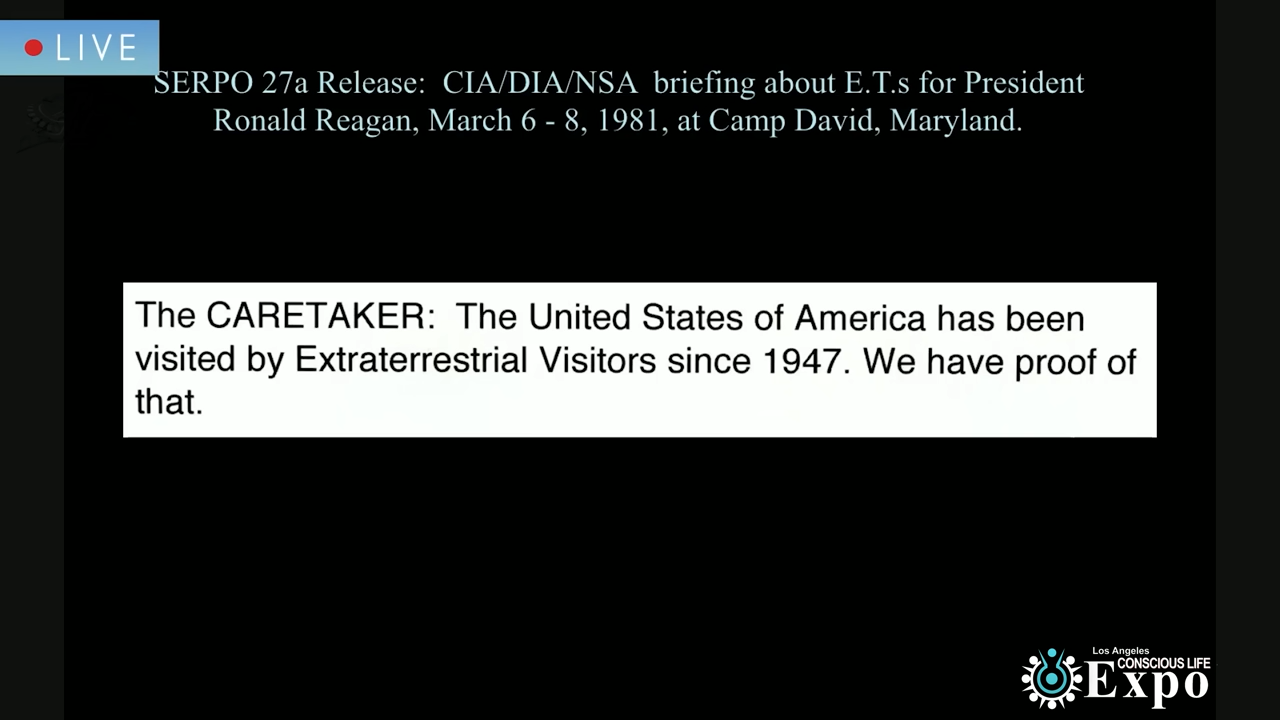 LIVE
SERPO 27a Release: CIA/DIA/NSA briefing about E.T.s for President
Ronald Reagan, March 6 - 8, 1981, at Camp David, Maryland.
The CARETAKER: The United States of America has been
visited by Extraterrestrial Visitors since 1947. We have proof of
that.
Los Angeles
CONSCIOUS LIFE
Expo